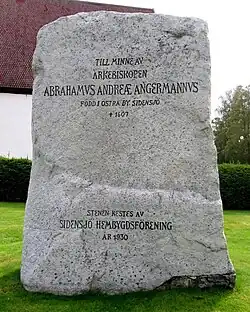 TILL MINNE AV
ÄRKEBISKOPEN
ABRAHAMVS ANDREÆ ANGERMANNVS
FÖDD I ÖSTRA BY, SIDENSJÖ
† 1607
STENEN RESTES AV
SIDENSJÖ HEMBYGDSFÖRENING
ÅR 1930